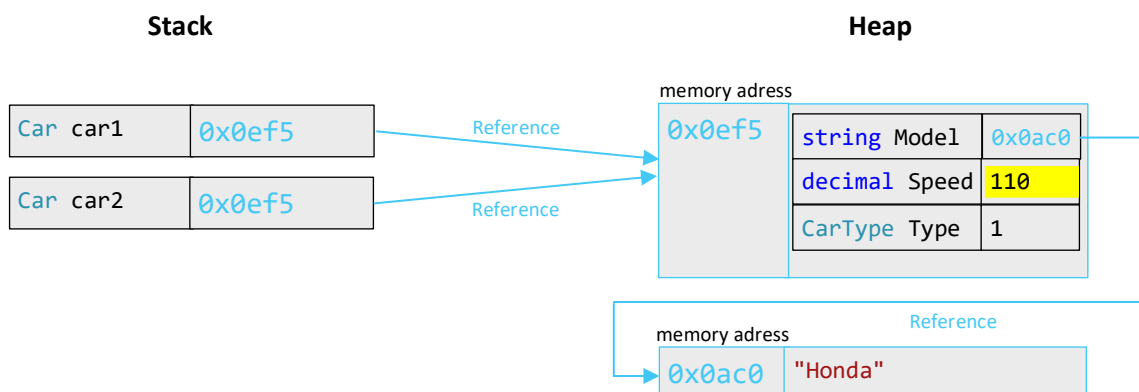 Stack
Heap
memory adress
Car car1 0x0ef5
Reference
0x0ef5
string Model 0x0ac0
decimal Speed 110
Car car2 0x0ef5
Reference
CarType Type 1
Reference
memory adress
0x0ac0 "Honda"